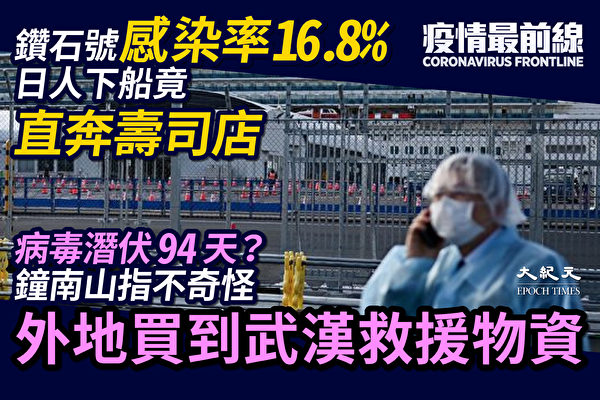 鑽石號感染率16.8%
日人下船竟
直奔壽司店
疫情最前線
CORONAVIRUS FRONTLINE
病毒潛伏94天？
鐘南山指不奇怪
大紀元
EPOCH TIMES
外地買到武漢救援物資